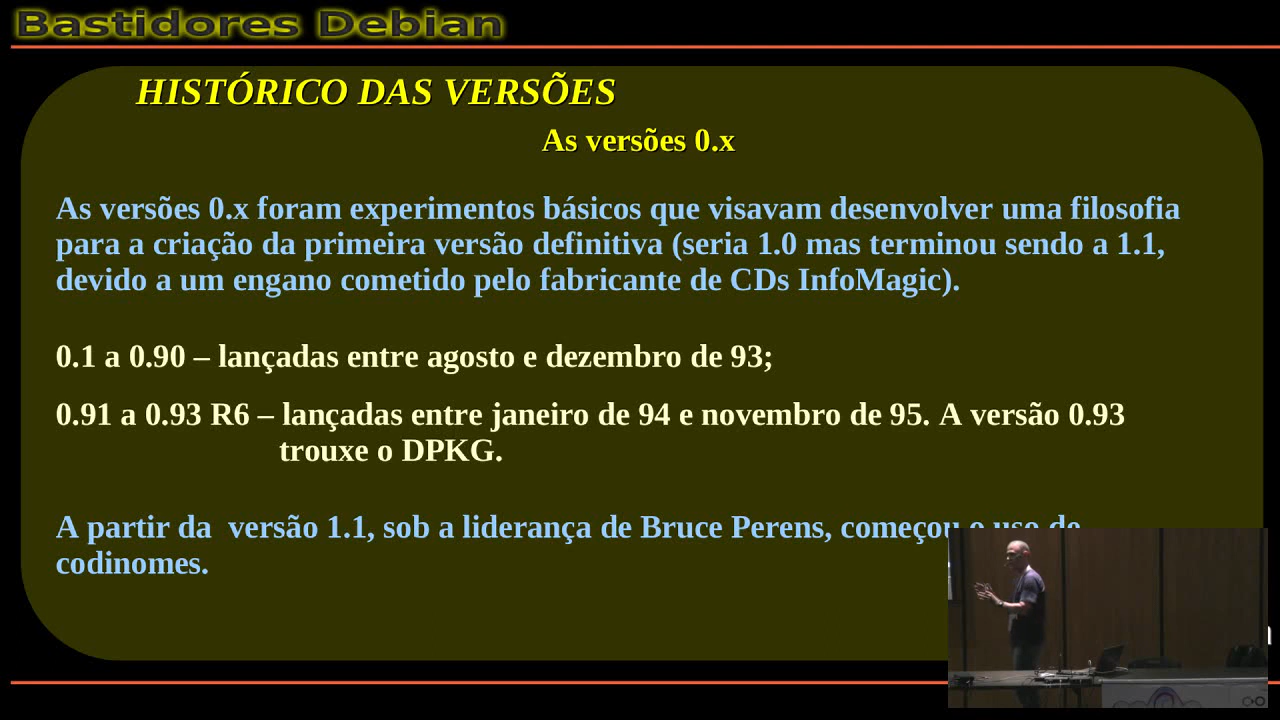 Bastidores Debian
HISTÓRICO DAS VERSÕES
As versões 0.x
As versões 0.x foram experimentos básicos que visavam desenvolver uma filosofia
para a criação da primeira versão definitiva (seria 1.0 mas terminou sendo a 1.1,
devido a um engano cometido pelo fabricante de CDs InfoMagic).
0.1 a 0.90 – lançadas entre agosto e dezembro de 93;
0.91 a 0.93 R6 – lançadas entre janeiro de 94 e novembro de 95. A versão 0.93
trouxe o DPKG.
A partir da  versão 1.1, sob a liderança de Bruce Perens, começou o uso de
codinomes.